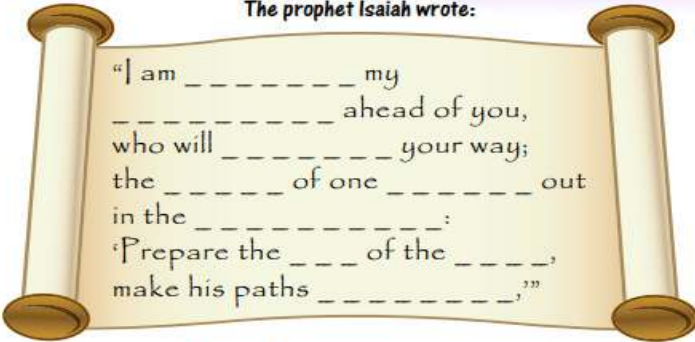 The prophet Isaiah wrote:
“I am _ _ _ _ _ _ _ my
_ _ _ _ _ _ _ _ _ ahead of you,
who will _ _ _ _ _ _ _ your way;
the _ _ _ _ _ of one _ _ _ _ _ _ out
in the _ _ _ _ _ _ _ _ _ _:
‘Prepare the _ _ _ of the _ _ _ _,
make his paths _ _ _ _ _ _ _ _,’”